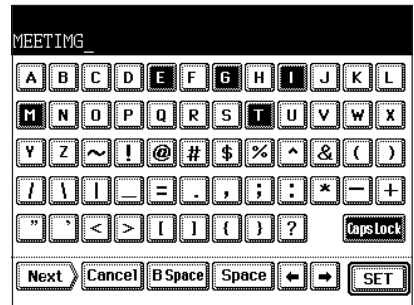 MEETIMG_
A B C D E F G H I J K L
M N O P Q R S T U V W X
Y Z ~ ! @ # $ % ^ & ( )
/ \ | _ = . , ; : * — +
” ’ < > [ ] { } ? Caps Lock
Next Cancel B Space Space ← → SET